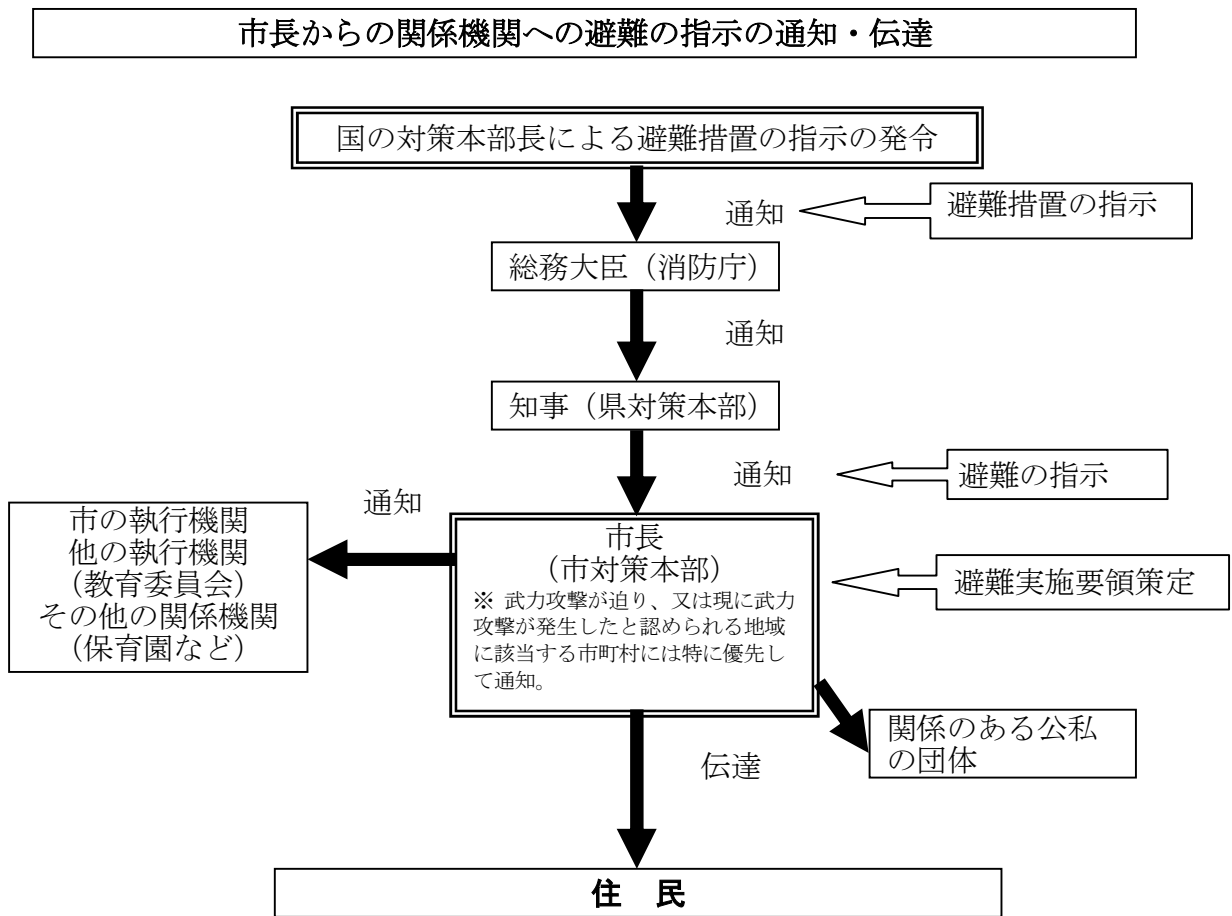 市長からの関係機関への避難の指示の通知・伝達
国の対策本部長による避難措置の指示の発令
通知
避難措置の指示
総務大臣（消防庁）
通知
知事（県対策本部）
通知
避難の指示
通知
市の執行機関
他の執行機関
（教育委員会）
その他の関係機関
（保育園など）
市長
（市対策本部）
※ 武力攻撃が迫り、又は現に武力
攻撃が発生したと認められる地域
に該当する市町村には特に優先し
て通知。
避難実施要領策定
関係のある公私
の団体
伝達
住　民